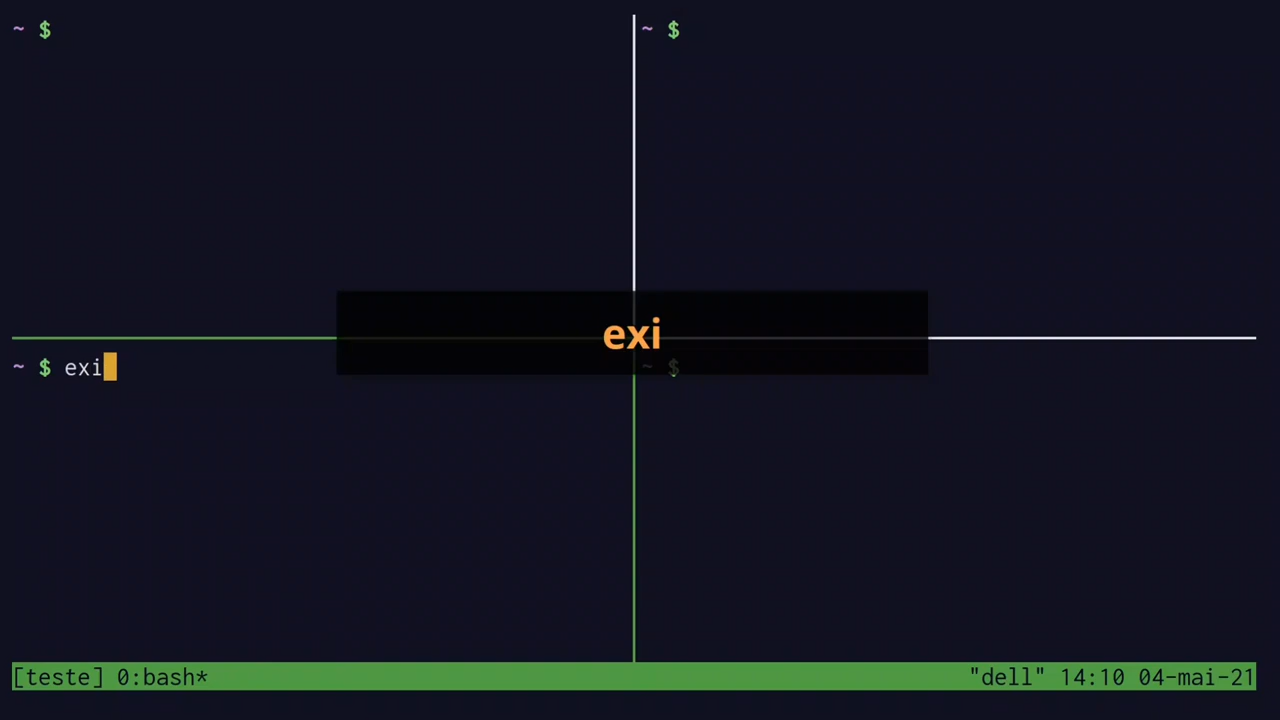 ~ $
~ $
exi
~ $ exi
~ $
[teste] 0:bash*
"dell" 14:10 04-mai-21